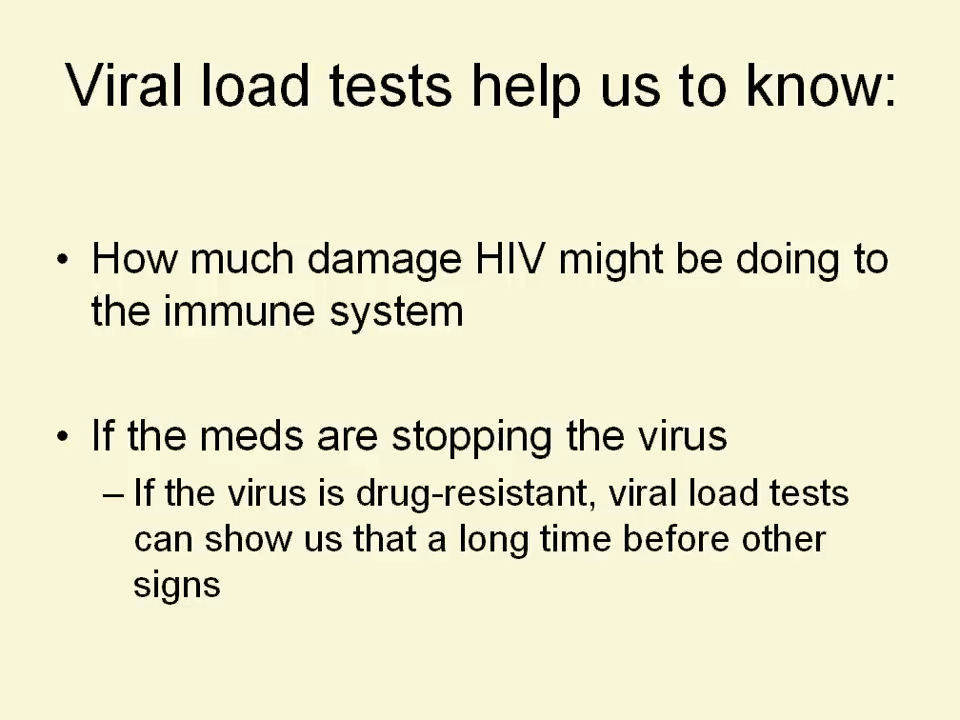 Viral load tests help us to know:
• How much damage HIV might be doing to
the immune system
• If the meds are stopping the virus
– If the virus is drug-resistant, viral load tests
can show us that a long time before other
signs